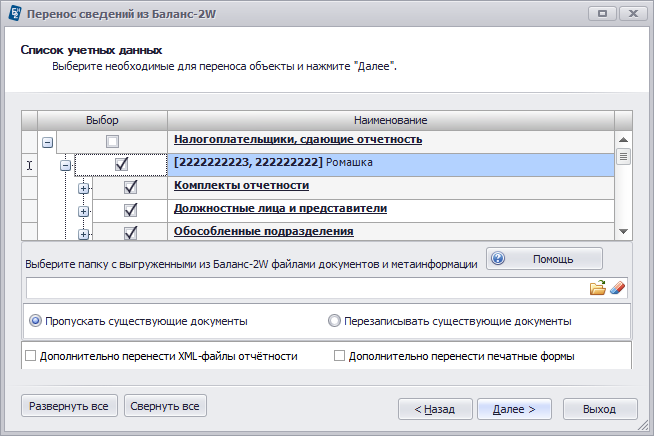 Перенос сведений из Баланс-2W
Список учетных данных
Выберите необходимые для переноса объекты и нажмите "Далее".
Выбор Наименование
Налогоплательщики, сдающие отчетность
[2222222223, 222222222] Ромашка
Комплекты отчетности
Должностные лица и представители
Обособленные подразделения
Выберите папку с выгруженными из Баланс-2W файлами документов и метаинформации Помощь
Пропускать существующие документы Перезаписывать существующие документы
Дополнительно перенести XML-файлы отчётности Дополнительно перенести печатные формы
Развернуть все Свернуть все < Назад Далее > Выход